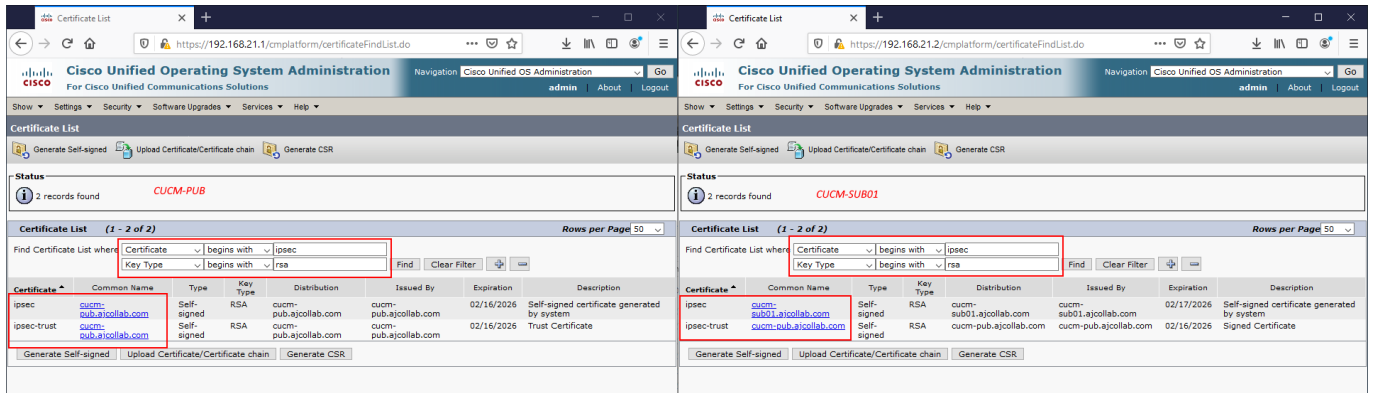 Certificate List
https://192.168.21.1/cmplatform/certificateFindList.do
cisco
Cisco Unified Operating System Administration
For Cisco Unified Communications Solutions
Navigation Cisco Unified OS Administration Go
admin | About | Logout
Show Settings Security Software Upgrades Services Help
Certificate List
Generate Self-signed Upload Certificate/Certificate chain Generate CSR
Status
2 records found
CUCM-PUB
Certificate List (1 - 2 of 2) Rows per Page 50
Find Certificate List where Certificate begins with ipsec
Key Type begins with rsa Find Clear Filter
Certificate Common Name Type Key Type Distribution Issued By Expiration Description
ipsec cucm-pub.ajcollab.com Self-signed RSA cucm-pub.ajcollab.com cucm-pub.ajcollab.com 02/16/2026 Self-signed certificate generated by system
ipsec-trust cucm-pub.ajcollab.com Self-signed RSA cucm-pub.ajcollab.com cucm-pub.ajcollab.com 02/16/2026 Trust Certificate
Generate Self-signed Upload Certificate/Certificate chain Generate CSR
Certificate List
https://192.168.21.2/cmplatform/certificateFindList.do
cisco
Cisco Unified Operating System Administration
For Cisco Unified Communications Solutions
Navigation Cisco Unified OS Administration Go
admin | About | Logout
Show Settings Security Software Upgrades Services Help
Certificate List
Generate Self-signed Upload Certificate/Certificate chain Generate CSR
Status
2 records found
CUCM-SUB01
Certificate List (1 - 2 of 2) Rows per Page 50
Find Certificate List where Certificate begins with ipsec
Key Type begins with rsa Find Clear Filter
Certificate Common Name Type Key Type Distribution Issued By Expiration Description
ipsec cucm-sub01.ajcollab.com Self-signed RSA cucm-sub01.ajcollab.com cucm-sub01.ajcollab.com 02/17/2026 Self-signed certificate generated by system
ipsec-trust cucm-pub.ajcollab.com Self-signed RSA cucm-pub.ajcollab.com cucm-pub.ajcollab.com 02/16/2026 Signed Certificate
Generate Self-signed Upload Certificate/Certificate chain Generate CSR